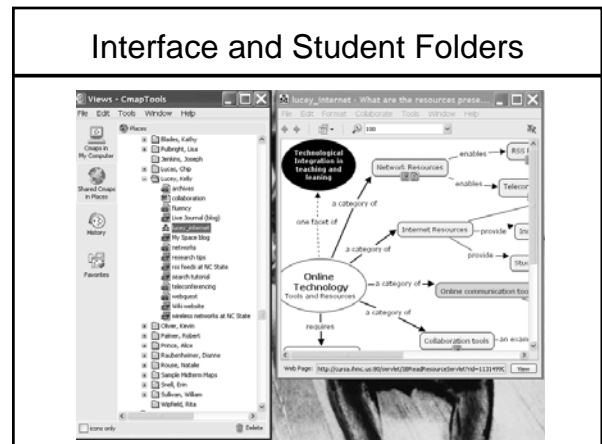 Interface and Student Folders
Views - CmapTools
File Edit Tools Window Help
Places
Cmaps in
My Computer
Shared Cmaps
in Places
History
Favorites
Blades, Kathy
Fulbright, Lisa
Jenkins, Joseph
Lucas, Chip
Lucey, Kelly
archives
collaboration
fluency
Live Journal (blog)
lucey_internet
My Space blog
networks
research tips
rss feeds at NC State
search tutorial
teleconferencing
webquest
Wiki website
wireless networks at NC State
Oliver, Kevin
Palmer, Robert
Prince, Alice
Raubenheimer, Dianne
Rouse, Natalie
Sample Midterm Maps
Snell, Erin
Sullivan, William
Wipfield, Rita
icons only
Delete
lucey_internet - What are the resources prese...
File Edit Format Collaborate Tools Window Help
100
Technological
Integration in
teaching and
leaning
Network Resources
enables
RSS
enables
Telecon
a category of
one facet of
Internet Resources
provide
provide
Stu
a category of
Online
Technology
Tools and Resources
a category of
Online communication too
a category of
requires
Collaboration tools
an exam
Web Page:
View